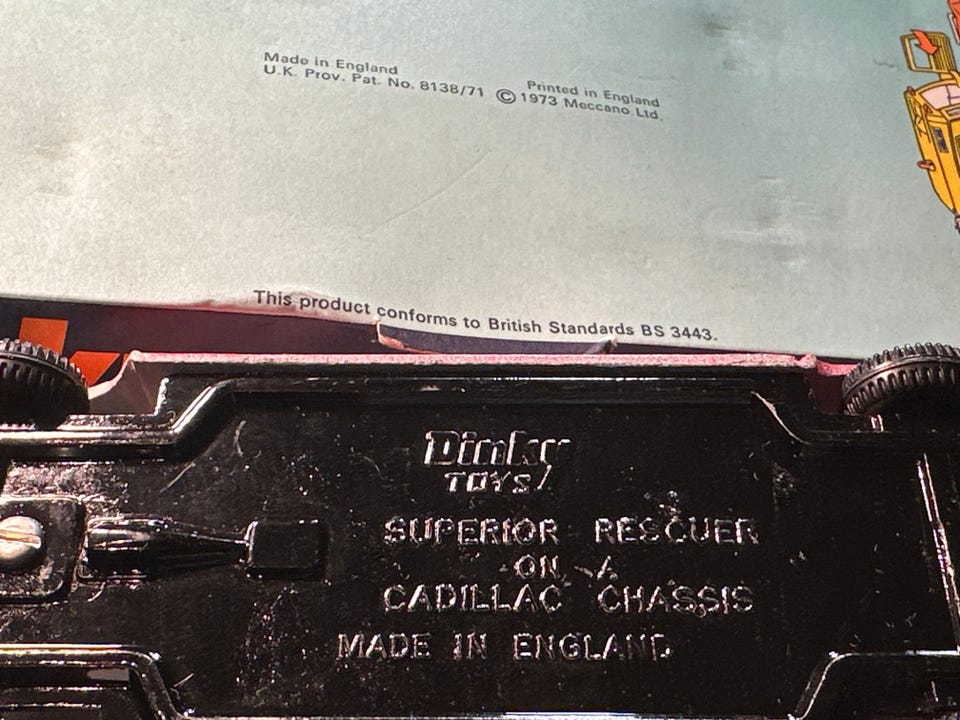 Made in England
U.K. Prov. Pat. No. 8138/71
Printed in England
© 1973 Meccano Ltd.
This product conforms to British Standards BS 3443.
Dinky
TOYS
SUPERIOR RESCUER
ON A
CADILLAC CHASSIS
MADE IN ENGLAND